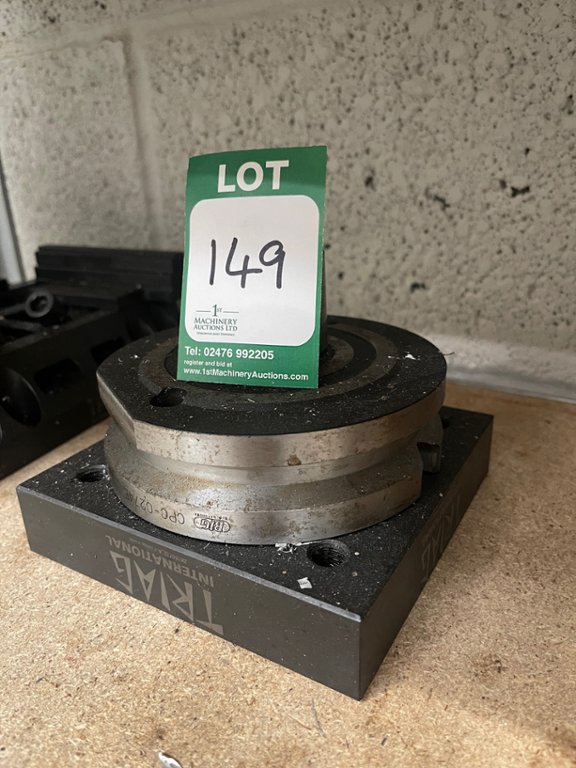 LOT
149
1ST
MACHINERY
AUCTIONS LTD
Tel: 02476 992205
register and bid at
www.1stMachineryAuctions.com
BIG
TRIAG
INTERNATIONAL
TRIAG